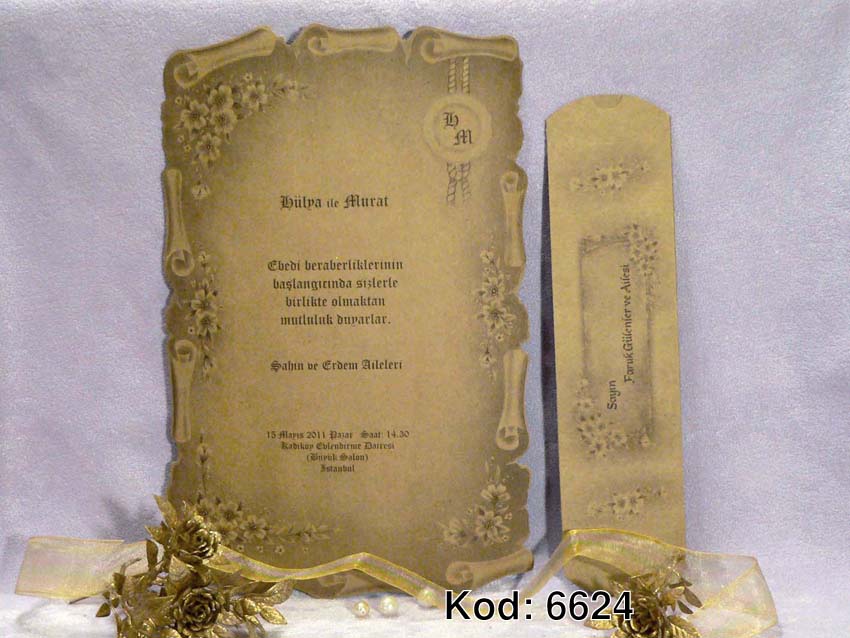 H
M
Hülya ile Murat
Ebedi beraberliklerinin
başlangıcında sizlerle
birlikte olmaktan
mutluluk duyarlar.
Şahin ve Erdem Aileleri
15 Mayıs 2011 Pazar Saat: 14.30
Kadıköy Evlendirme Dairesi
(Büyük Salon)
İstanbul
Sayın
Faruk Gülenler ve Ailesi
Kod: 6624